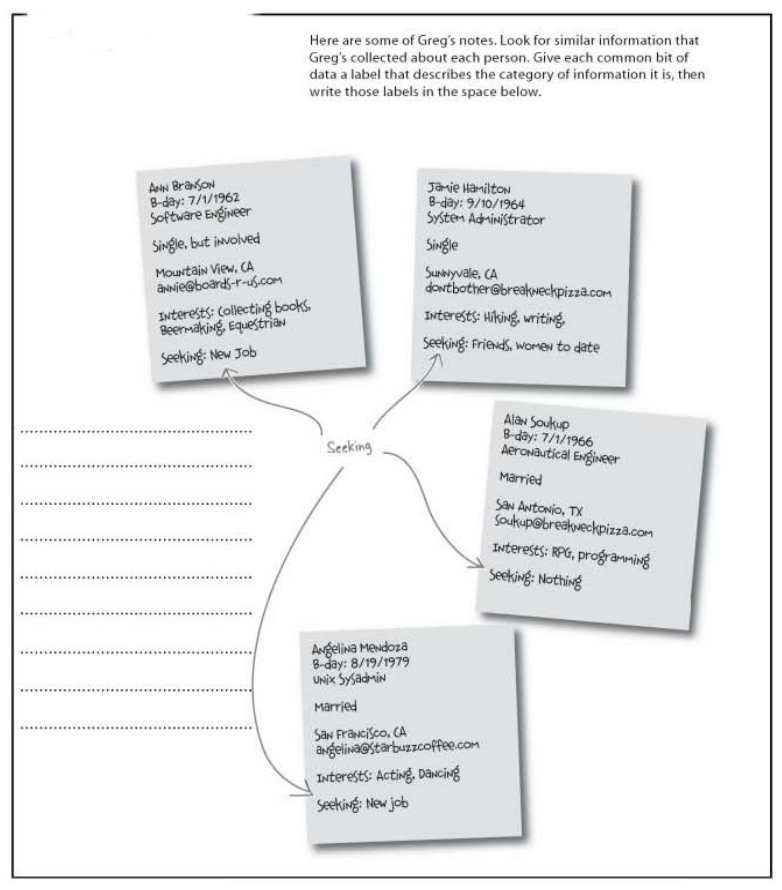 Here are some of Greg's notes. Look for similar information that
Greg's collected about each person. Give each common bit of
data a label that describes the category of information it is, then
write those labels in the space below.
Ann Branson
B-day: 7/1/1962
Software Engineer
Single, but involved
Mountain View, CA
annie@boards-r-us.com
Interests: Collecting books,
Beermaking, Equestrian
Seeking: New Job
Jamie Hamilton
B-day: 9/10/1964
System Administrator
Single
Sunnyvale, CA
dontbother@breakneckpizza.com
Interests: Hiking, writing,
Seeking: Friends, women to date
Seeking
Alan Soukup
B-day: 7/1/1966
Aeronautical Engineer
Married
San Antonio, TX
soukup@breakneckpizza.com
Interests: RPG, programming
Seeking: Nothing
Angelina Mendoza
B-day: 8/19/1979
Unix Sysadmin
Married
San Francisco, CA
angelina@starbuzzcoffee.com
Interests: Acting, Dancing
Seeking: New job